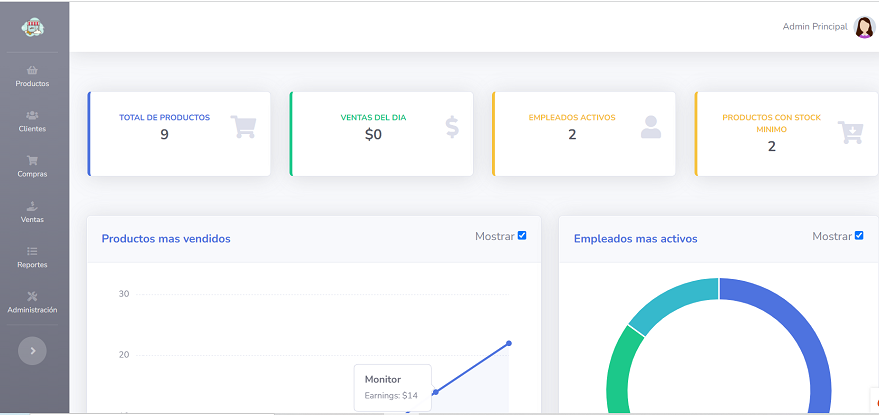 Admin Principal
Productos
Clientes
Compras
Ventas
Reportes
Administración
TOTAL DE PRODUCTOS
9
VENTAS DEL DIA
$0
EMPLEADOS ACTIVOS
2
PRODUCTOS CON STOCK
MINIMO
2
Productos mas vendidos
Mostrar
30
20
Monitor
Earnings: $14
Empleados mas activos
Mostrar